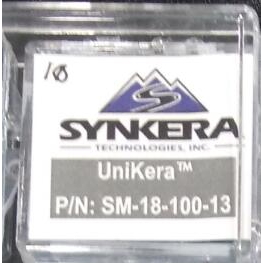 18
SYNKERA
TECHNOLOGIES, INC.
UniKera™
P/N: SM-18-100-13